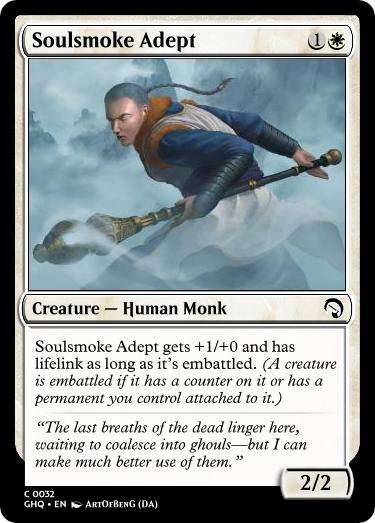 Soulsmoke Adept 1
Creature — Human Monk
Soulsmoke Adept gets +1/+0 and has
lifelink as long as it's embattled. (A creature
is embattled if it has a counter on it or has a
permanent you control attached to it.)
“The last breaths of the dead linger here,
waiting to coalesce into ghouls—but I can
make much better use of them.”
2/2
C 0032
GHQ • EN ArtOfBenG (DA)